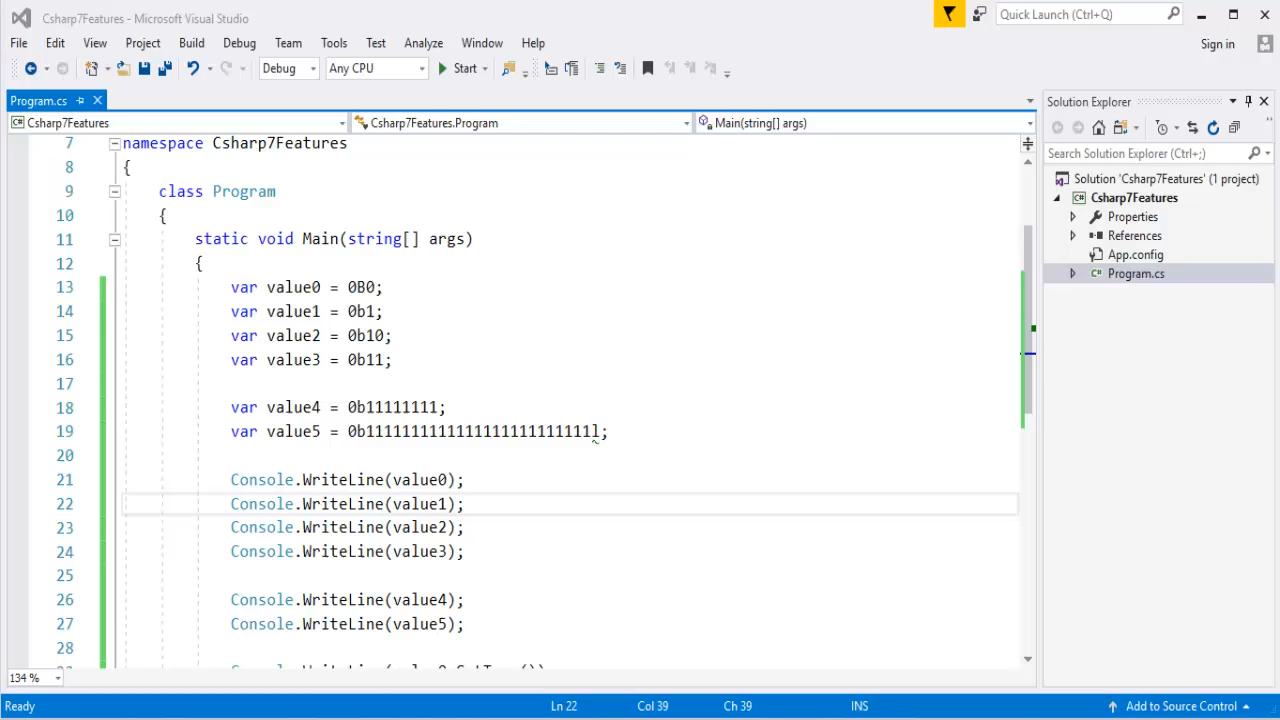 Csharp7Features - Microsoft Visual Studio
Quick Launch (Ctrl+Q)
File Edit View Project Build Debug Team Tools Test Analyze Window Help
Sign in
Debug Any CPU Start
Program.cs
Csharp7Features Csharp7Features.Program Main(string[] args)
7 namespace Csharp7Features
8 {
9 class Program
10 {
11 static void Main(string[] args)
12 {
13 var value0 = 0B0;
14 var value1 = 0b1;
15 var value2 = 0b10;
16 var value3 = 0b11;
17
18 var value4 = 0b11111111;
19 var value5 = 0b1111111111111111111111111l;
20
21 Console.WriteLine(value0);
22 Console.WriteLine(value1);
23 Console.WriteLine(value2);
24 Console.WriteLine(value3);
25
26 Console.WriteLine(value4);
27 Console.WriteLine(value5);
28
134 %
Solution Explorer
Search Solution Explorer (Ctrl+;)
Solution 'Csharp7Features' (1 project)
Csharp7Features
Properties
References
App.config
Program.cs
Ready Ln 22 Col 39 Ch 39 INS Add to Source Control